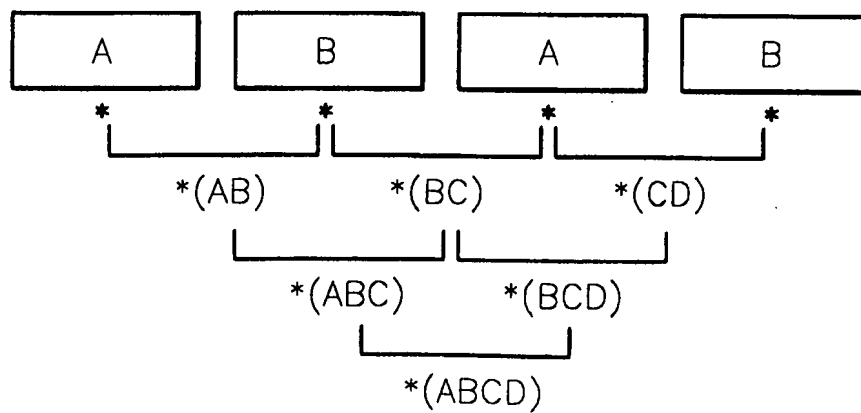 A B A B
* * * *
*(AB) *(BC) *(CD)
*(ABC) *(BCD)
*(ABCD)